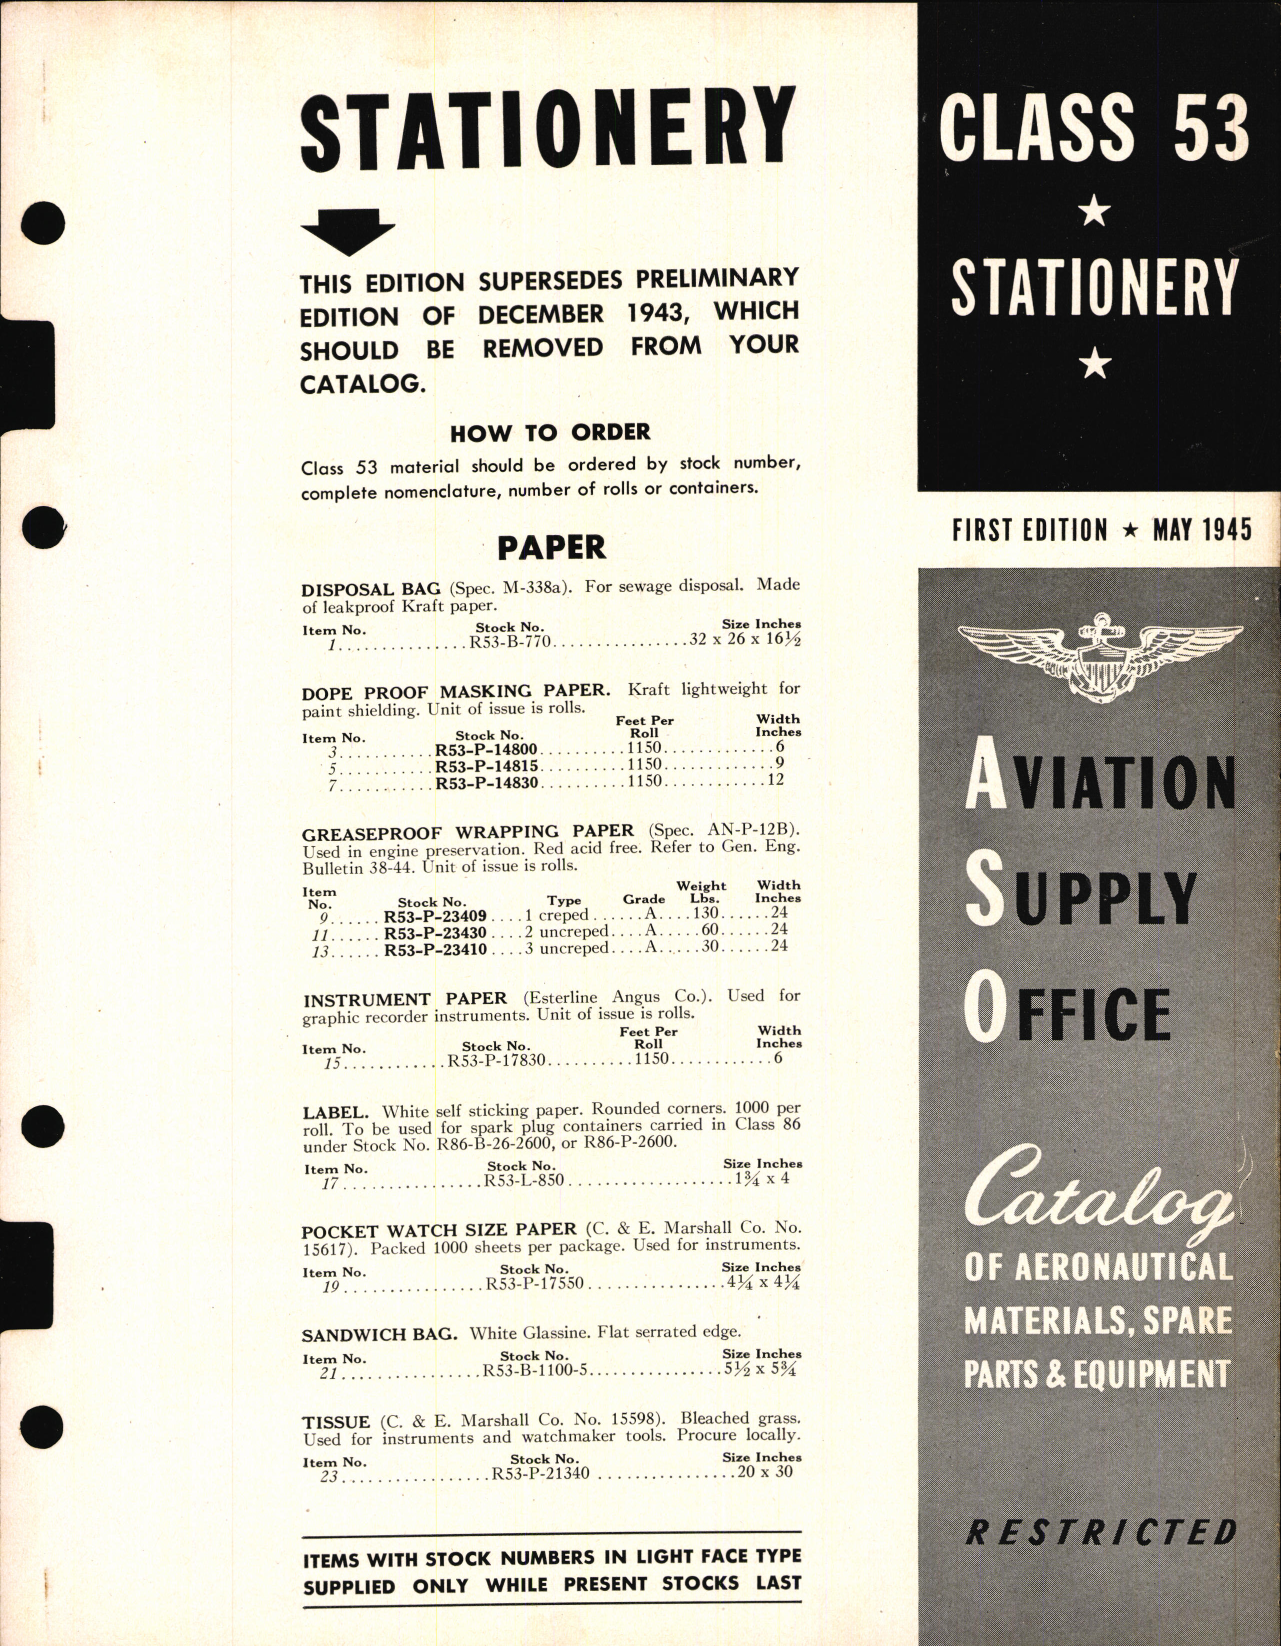 STATIONERY
THIS EDITION SUPERSEDES PRELIMINARY
EDITION OF DECEMBER 1943, WHICH
SHOULD BE REMOVED FROM YOUR
CATALOG.
HOW TO ORDER
Class 53 material should be ordered by stock number,
complete nomenclature, number of rolls or containers.
PAPER
DISPOSAL BAG (Spec. M-338a). For sewage disposal. Made
of leakproof Kraft paper.
Item No. Stock No. Size Inches
1...............R53-B-770................32 x 26 x 16½
DOPE PROOF MASKING PAPER. Kraft lightweight for
paint shielding. Unit of issue is rolls.
Feet Per Width
Item No. Stock No. Roll Inches
3...........R53-P-14800..........1150.............6
5...........R53-P-14815..........1150.............9
7...........R53-P-14830..........1150............12
GREASEPROOF WRAPPING PAPER (Spec. AN-P-12B).
Used in engine preservation. Red acid free. Refer to Gen. Eng.
Bulletin 38-44. Unit of issue is rolls.
Item Weight Width
No. Stock No. Type Grade Lbs. Inches
9...... R53-P-23409 ....1 creped ......A....130......24
11...... R53-P-23430 ....2 uncreped....A.....60......24
13...... R53-P-23410 ....3 uncreped....A.....30......24
INSTRUMENT PAPER (Esterline Angus Co.). Used for
graphic recorder instruments. Unit of issue is rolls.
Feet Per Width
Item No. Stock No. Roll Inches
15............R53-P-17830..........1150............6
LABEL. White self sticking paper. Rounded corners. 1000 per
roll. To be used for spark plug containers carried in Class 86
under Stock No. R86-B-26-2600, or R86-P-2600.
Item No. Stock No. Size Inches
17................R53-L-850...................1¾ x 4
POCKET WATCH SIZE PAPER (C. & E. Marshall Co. No.
15617). Packed 1000 sheets per package. Used for instruments.
Item No. Stock No. Size Inches
19................R53-P-17550................4¼ x 4¼
SANDWICH BAG. White Glassine. Flat serrated edge.
Item No. Stock No. Size Inches
21................R53-B-1100-5................5½ x 5¾
TISSUE (C. & E. Marshall Co. No. 15598). Bleached grass.
Used for instruments and watchmaker tools. Procure locally.
Item No. Stock No. Size Inches
23.................R53-P-21340 ................20 x 30
ITEMS WITH STOCK NUMBERS IN LIGHT FACE TYPE
SUPPLIED ONLY WHILE PRESENT STOCKS LAST
CLASS 53
★
STATIONERY
★
FIRST EDITION ★ MAY 1945
AVIATION
SUPPLY
OFFICE
Catalog
OF AERONAUTICAL
MATERIALS, SPARE
PARTS & EQUIPMENT
RESTRICTED